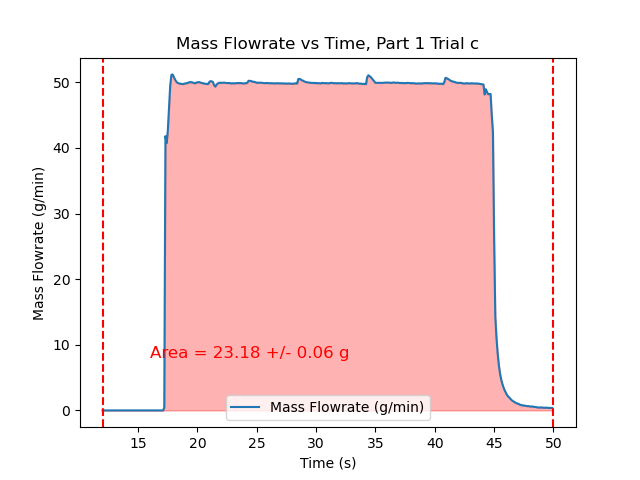 Mass Flowrate vs Time, Part 1 Trial c
Mass Flowrate (g/min)
50
40
30
20
10
0
Area = 23.18 +/- 0.06 g
Mass Flowrate (g/min)
15
20
25
30
35
40
45
50
Time (s)